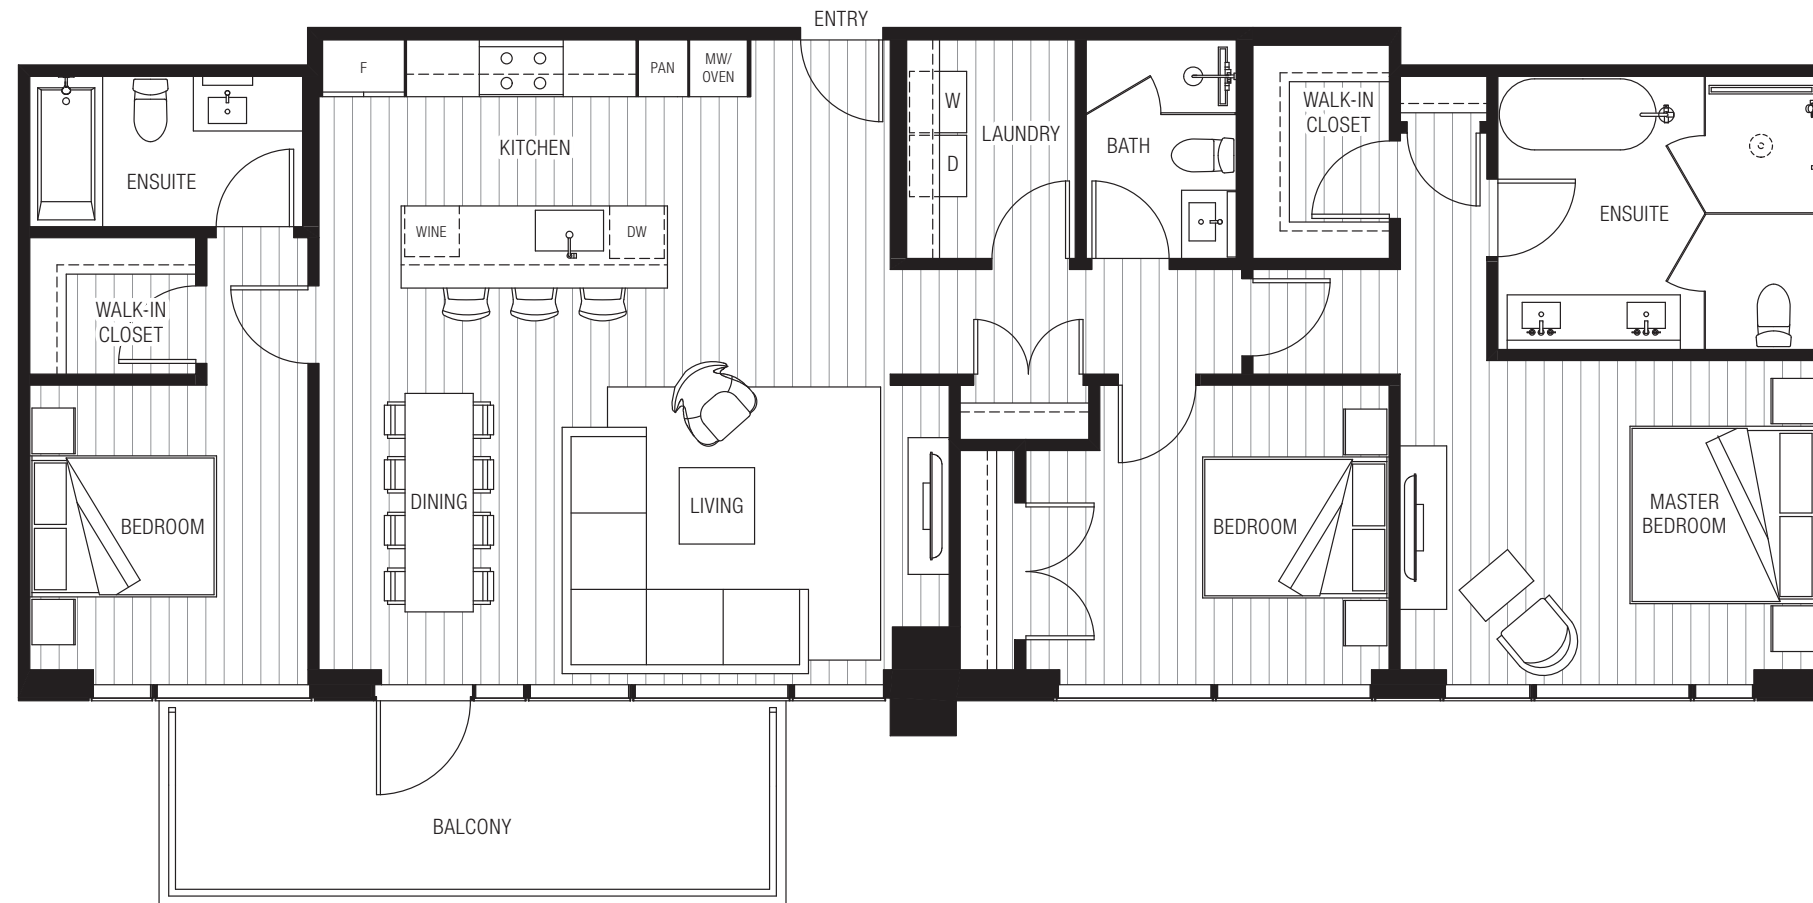 ENTRY
F
PAN
MW/
OVEN
W
D
LAUNDRY
BATH
WALK-IN
CLOSET
KITCHEN
ENSUITE
ENSUITE
WINE
DW
WALK-IN
CLOSET
DINING
LIVING
BEDROOM
BEDROOM
MASTER
BEDROOM
BALCONY